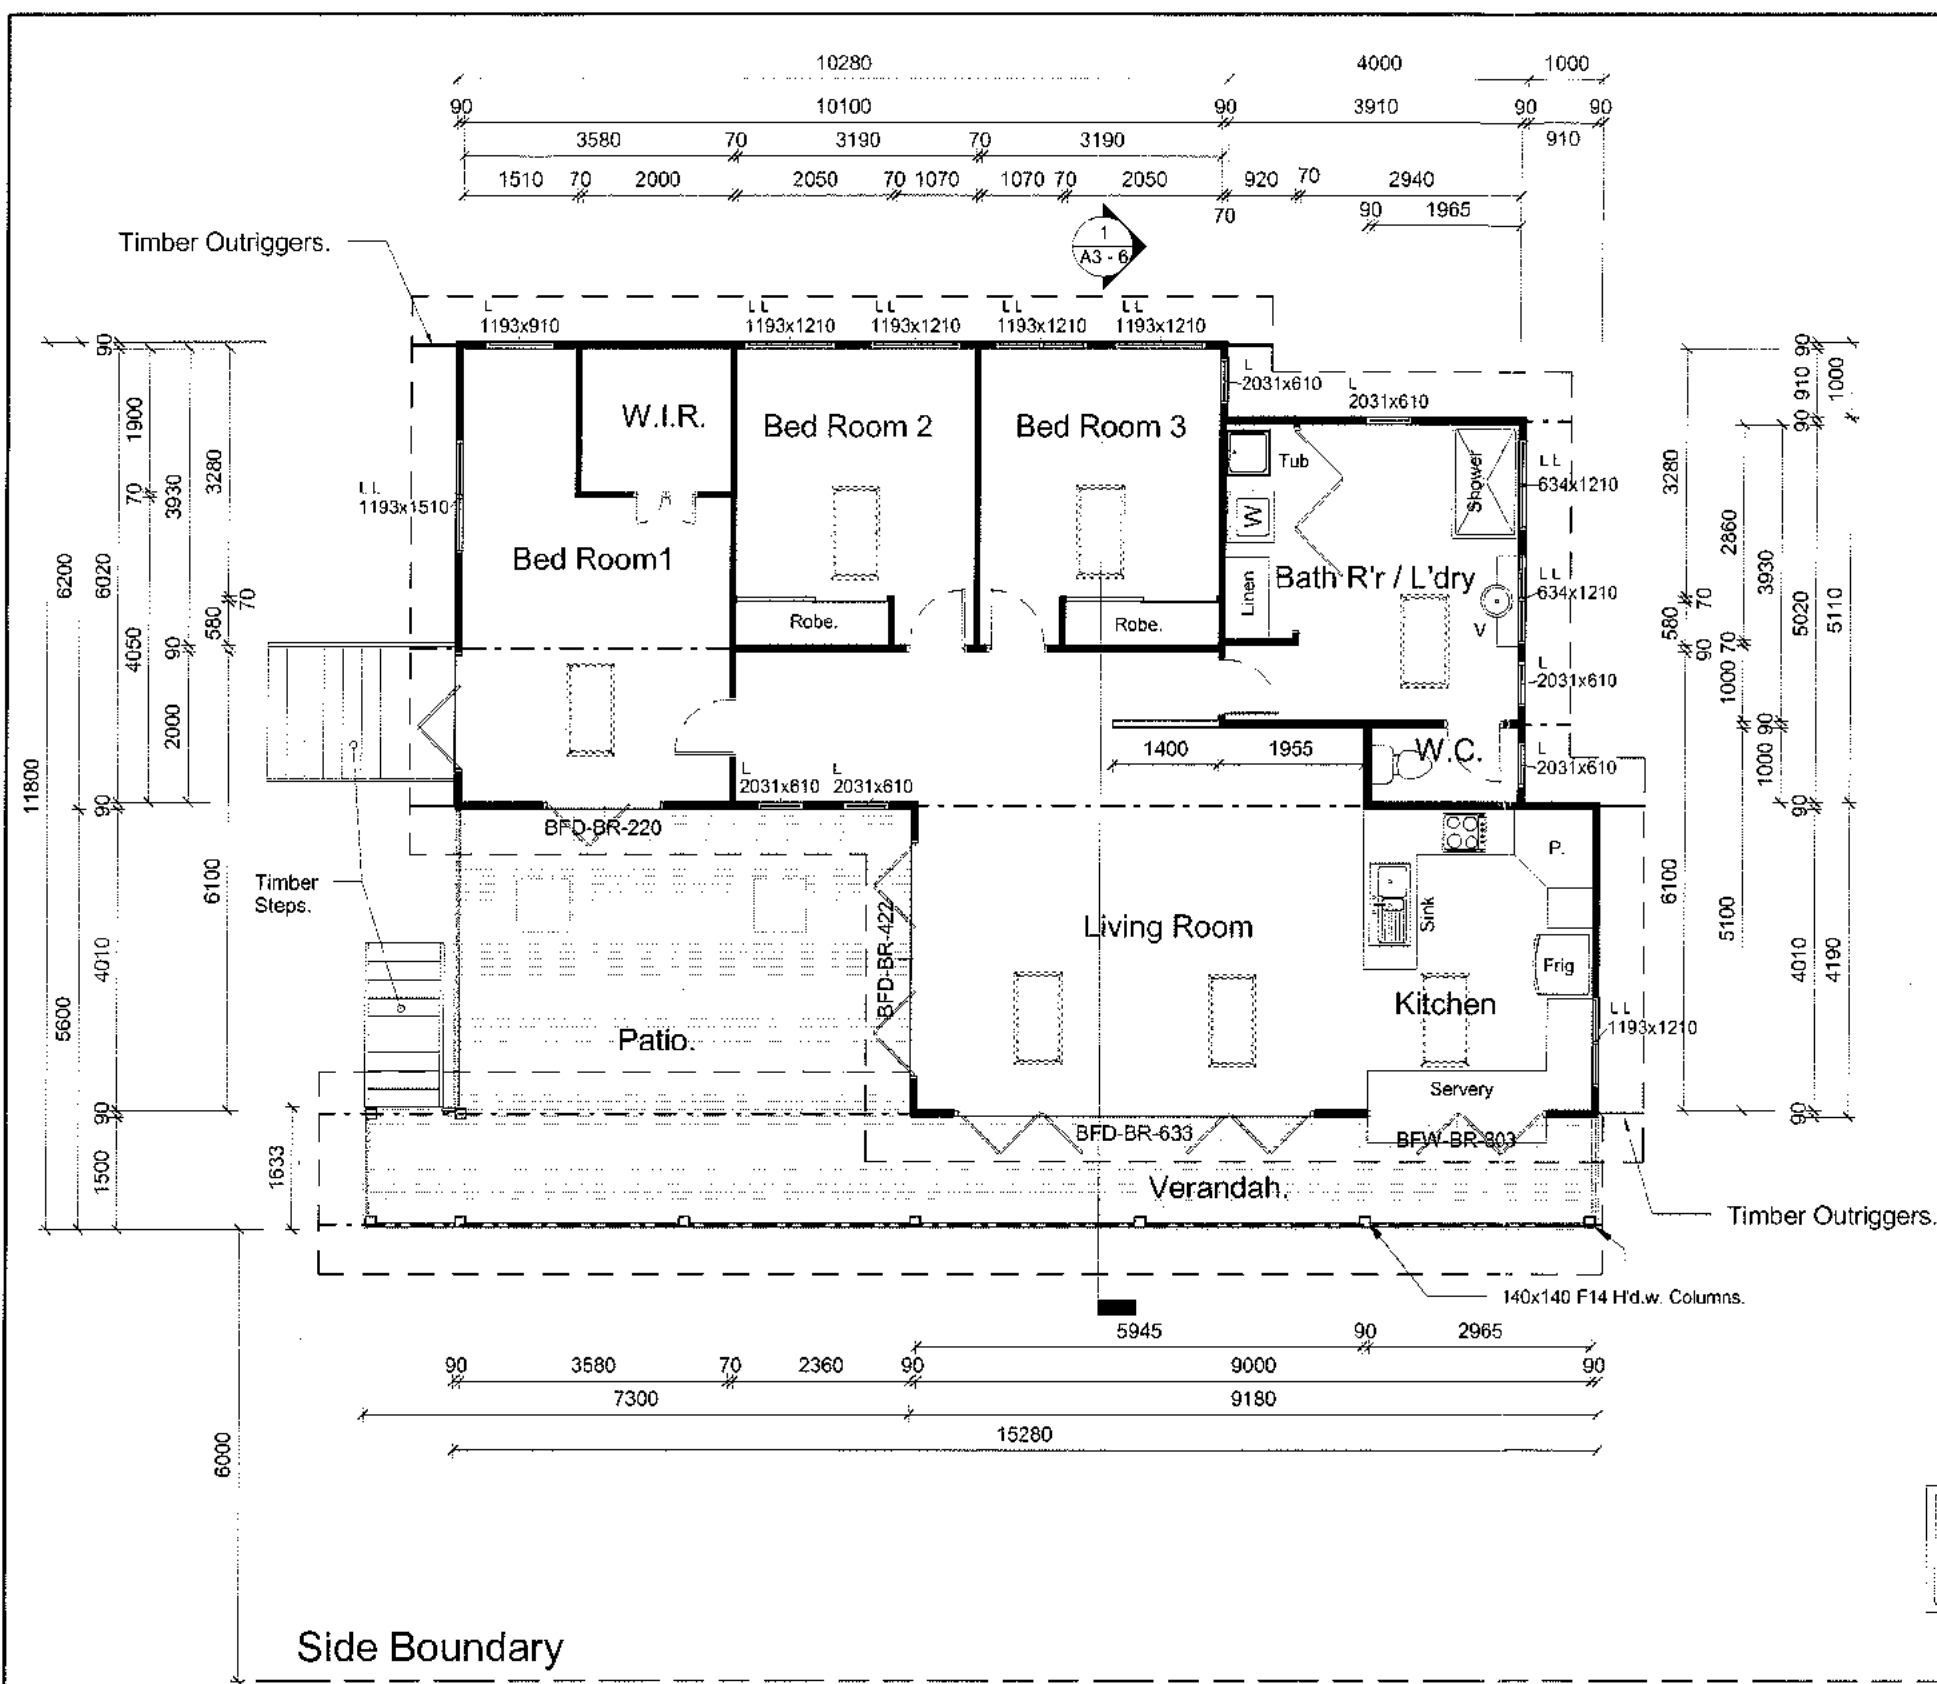 10280 4000 1000
90 10100 90 3910 90 90
3580 70 3190 70 3190 910
1510 70 2000 2050 70 1070 1070 70 2050 920 70 2940
70 90 1965
1
A3 - 6
Timber Outriggers.
L
1193x910
L L
1193x1210
L L
1193x1210
L L
1193x1210
L L
1193x1210
L
2031x610
L
2031x610
W.I.R.
Bed Room 2
Bed Room 3
Tub
Shower
L L
634x1210
L L
1193x1510
W
Bed Room1
Linen
Bath R'r / L'dry
L L
634x1210
V
Robe.
Robe.
L
2031x610
1400 1955
W.C.
L
2031x610
L
2031x610
L
2031x610
BFD-BR-220
P.
Timber
Steps.
BFD-BR-422
Living Room
Sink
Frig
Kitchen
L L
1193x1210
Patio.
Servery
BFD-BR-633
BFW-BR-803
Verandah.
Timber Outriggers.
140x140 F14 H'd.w. Columns.
11800
6200
5600
90
6020
90
4010
90
1500
1900
70
4050
3930
90
2000
3280
70
580
6100
1633
6000
3280
70
580
90
6100
2860
70
1000
5100
3930
90
1000
90
910
90
5020
90
4010
90
1000
5110
4190
5945 90 2965
90 3580 70 2360 90 9000 90
7300 9180
15280
Side Boundary